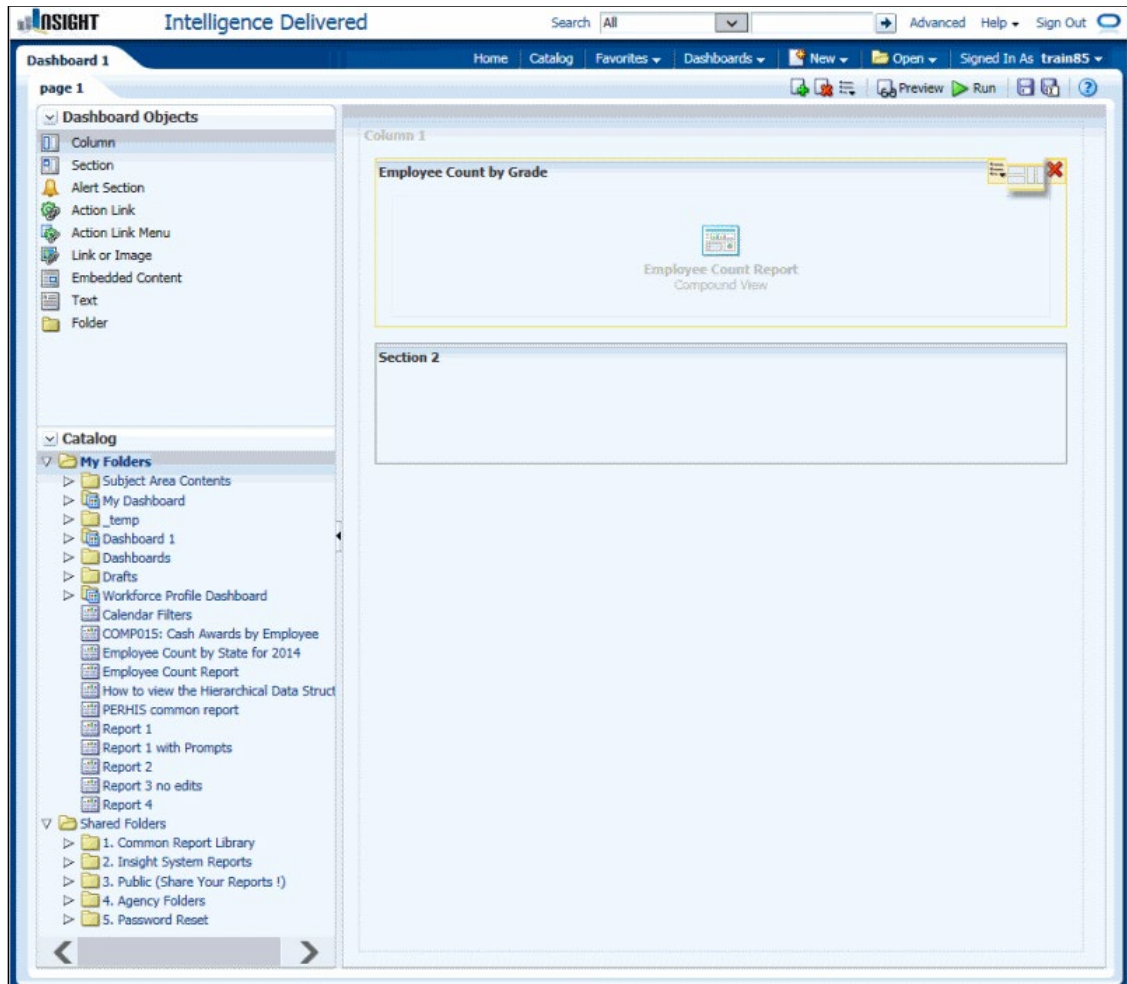 INSIGHT Intelligence Delivered Search All Advanced Help Sign Out
Dashboard 1 Home Catalog Favorites Dashboards New Open Signed In As train85
page 1 Preview Run
Dashboard Objects
Column
Section
Alert Section
Action Link
Action Link Menu
Link or Image
Embedded Content
Text
Folder
Catalog
My Folders
Subject Area Contents
My Dashboard
_temp
Dashboard 1
Dashboards
Drafts
Workforce Profile Dashboard
Calendar Filters
COMP015: Cash Awards by Employee
Employee Count by State for 2014
Employee Count Report
How to view the Hierarchical Data Struct
PERHIS common report
Report 1
Report 1 with Prompts
Report 2
Report 3 no edits
Report 4
Shared Folders
1. Common Report Library
2. Insight System Reports
3. Public (Share Your Reports !)
4. Agency Folders
5. Password Reset
Column 1
Employee Count by Grade
Employee Count Report
Compound View
Section 2